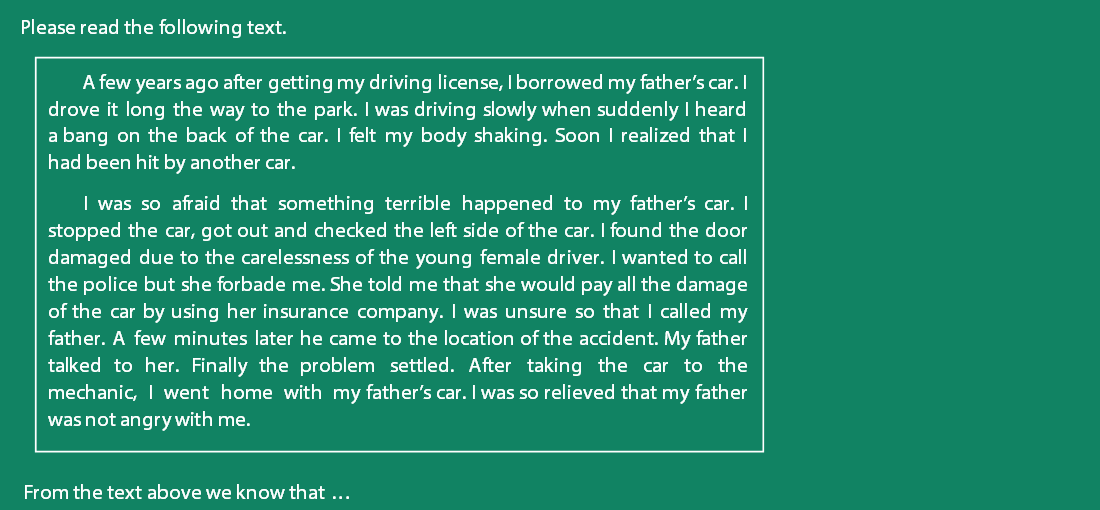 Please read the following text.
A few years ago after getting my driving license, I borrowed my father's car. I
drove it long the way to the park. I was driving slowly when suddenly I heard
a bang on the back of the car. I felt my body shaking. Soon I realized that I
had been hit by another car.
I was so afraid that something terrible happened to my father's car. I
stopped the car, got out and checked the left side of the car. I found the door
damaged due to the carelessness of the young female driver. I wanted to call
the police but she forbade me. She told me that she would pay all the damage
of the car by using her insurance company. I was unsure so that I called my
father. A few minutes later he came to the location of the accident. My father
talked to her. Finally the problem settled. After taking the car to the
mechanic, I went home with my father's car. I was so relieved that my father
was not angry with me.
From the text above we know that ...